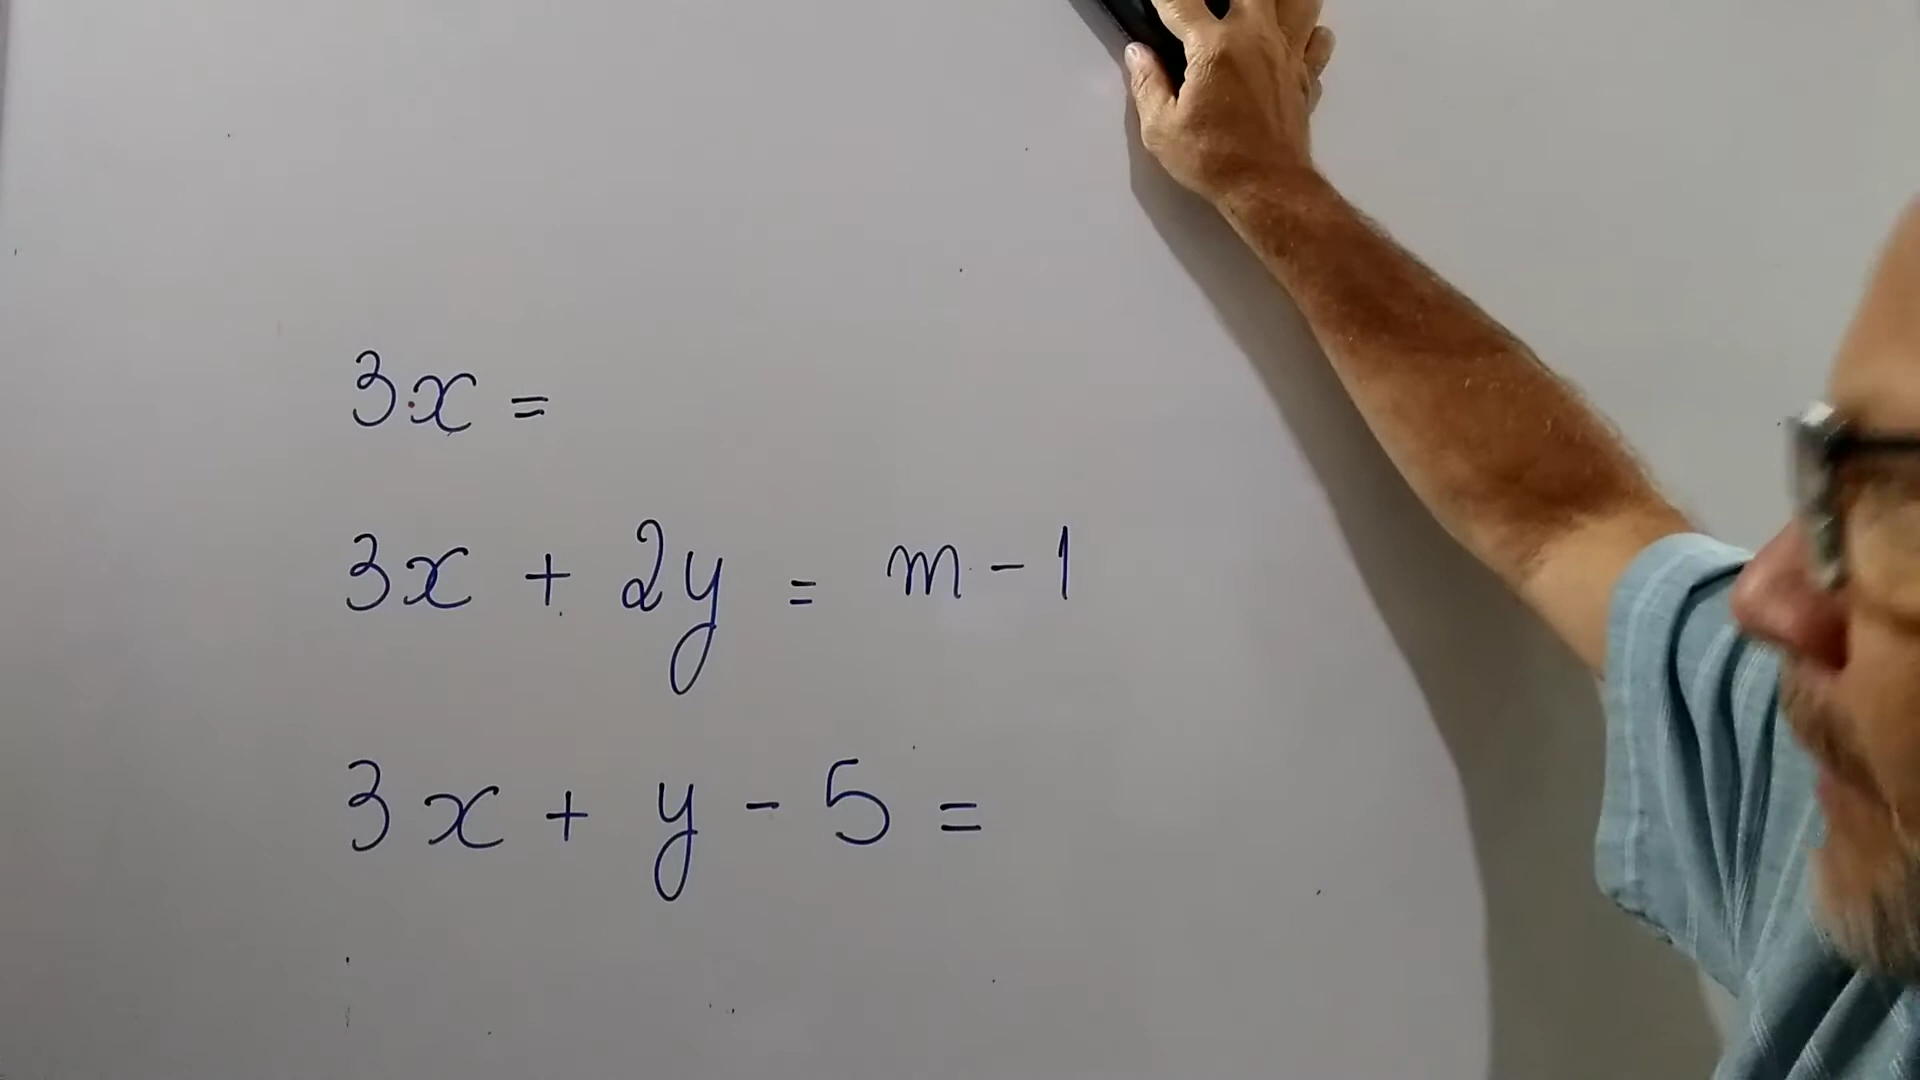 3x =
3x + 2y = m - 1
3x + y - 5 =